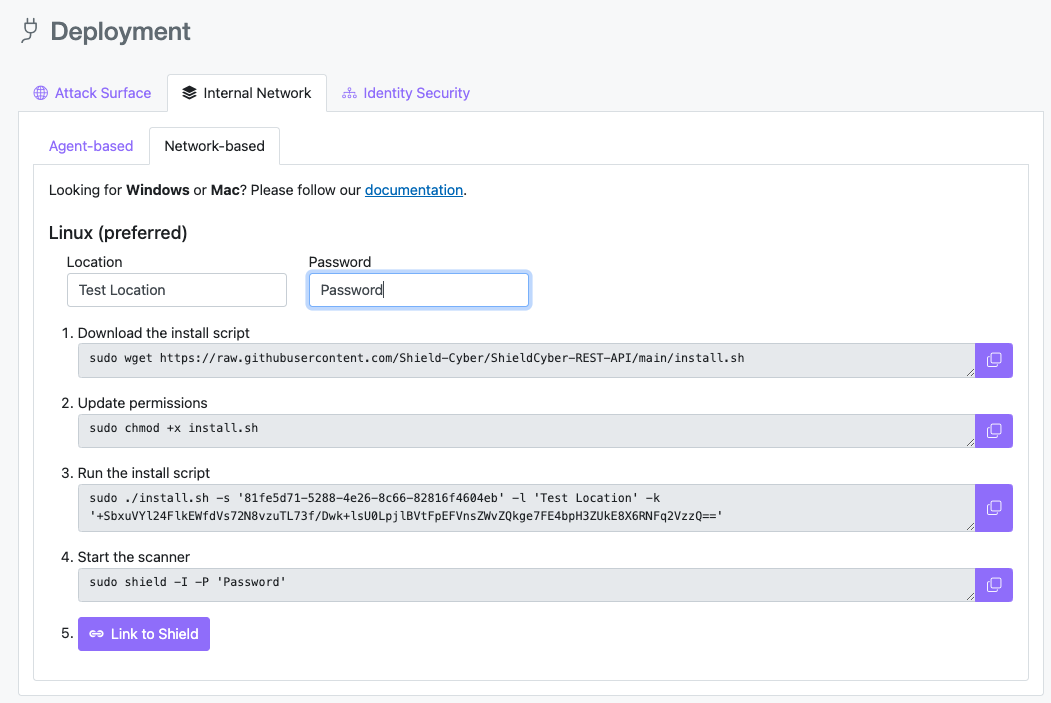 Deployment
Attack Surface
Internal Network
Identity Security
Agent-based
Network-based
Looking for Windows or Mac? Please follow our documentation.
Linux (preferred)
Location
Password
Test Location
Password
1. Download the install script
sudo wget https://raw.githubusercontent.com/Shield-Cyber/ShieldCyber-REST-API/main/install.sh
2. Update permissions
sudo chmod +x install.sh
3. Run the install script
sudo ./install.sh -s '81fe5d71-5288-4e26-8c66-82816f4604eb' -l 'Test Location' -k
'+SbxuVYl24FlkEWfdVs72N8vzuTL73f/Dwk+lsU0LpjlBVtFpEFVnsZWvZQkge7FE4bpH3ZUkE8X6RNFq2VzzQ=='
4. Start the scanner
sudo shield -I -P 'Password'
5. Link to Shield